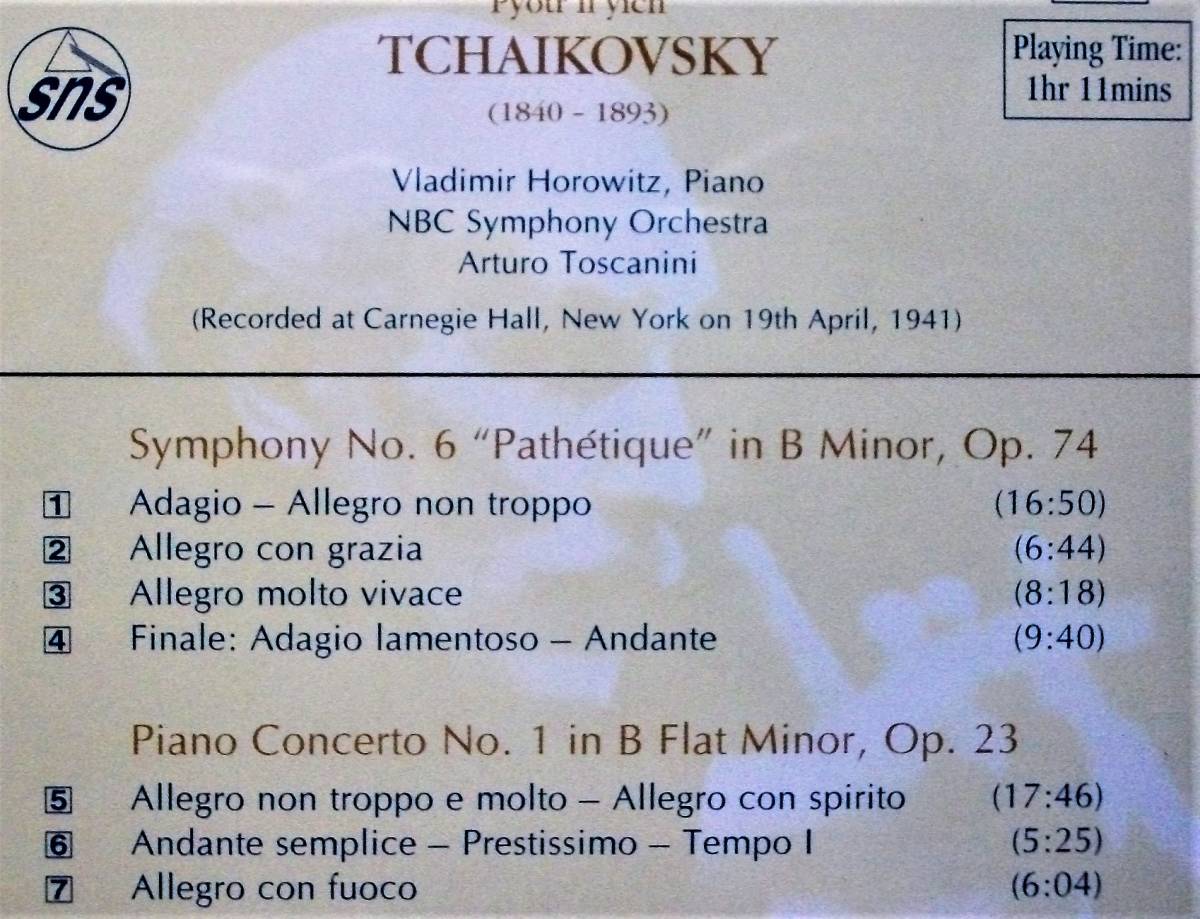 Pyotr Il'yich
TCHAIKOVSKY
(1840 - 1893)
sns
Playing Time:
1hr 11mins
Vladimir Horowitz, Piano
NBC Symphony Orchestra
Arturo Toscanini
(Recorded at Carnegie Hall, New York on 19th April, 1941)
Symphony No. 6 "Pathétique" in B Minor, Op. 74
1 Adagio – Allegro non troppo (16:50)
2 Allegro con grazia (6:44)
3 Allegro molto vivace (8:18)
4 Finale: Adagio lamentoso – Andante (9:40)
Piano Concerto No. 1 in B Flat Minor, Op. 23
5 Allegro non troppo e molto – Allegro con spirito (17:46)
6 Andante semplice – Prestissimo – Tempo I (5:25)
7 Allegro con fuoco (6:04)